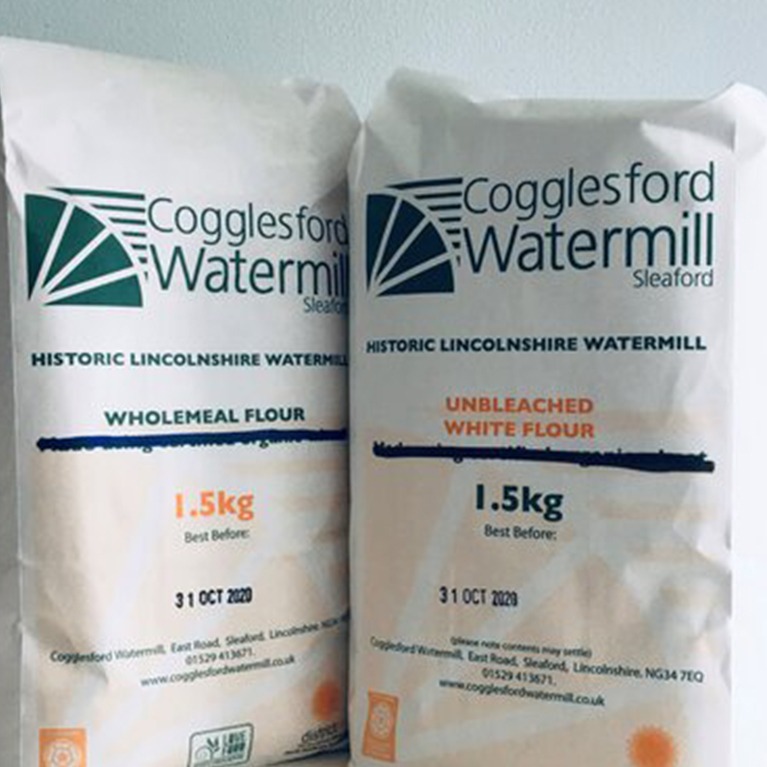 Cogglesford
Watermill
Sleaford
HISTORIC LINCOLNSHIRE WATERMILL
WHOLEMEAL FLOUR
1.5kg
Best Before:
31 OCT 2020
Cogglesford Watermill, East Road, Sleaford, Lincolnshire,
01529 413671.
www.cogglesfordwatermill.co.uk
LOVE
FOOD
district
Cogglesford
Watermill
Sleaford
HISTORIC LINCOLNSHIRE WATERMILL
UNBLEACHED
WHITE FLOUR
1.5kg
Best Before:
31 OCT 2020
(please note contents may settle)
Cogglesford Watermill, East Road, Sleaford, Lincolnshire, NG34 7EQ
01529 413671.
www.cogglesfordwatermill.co.uk